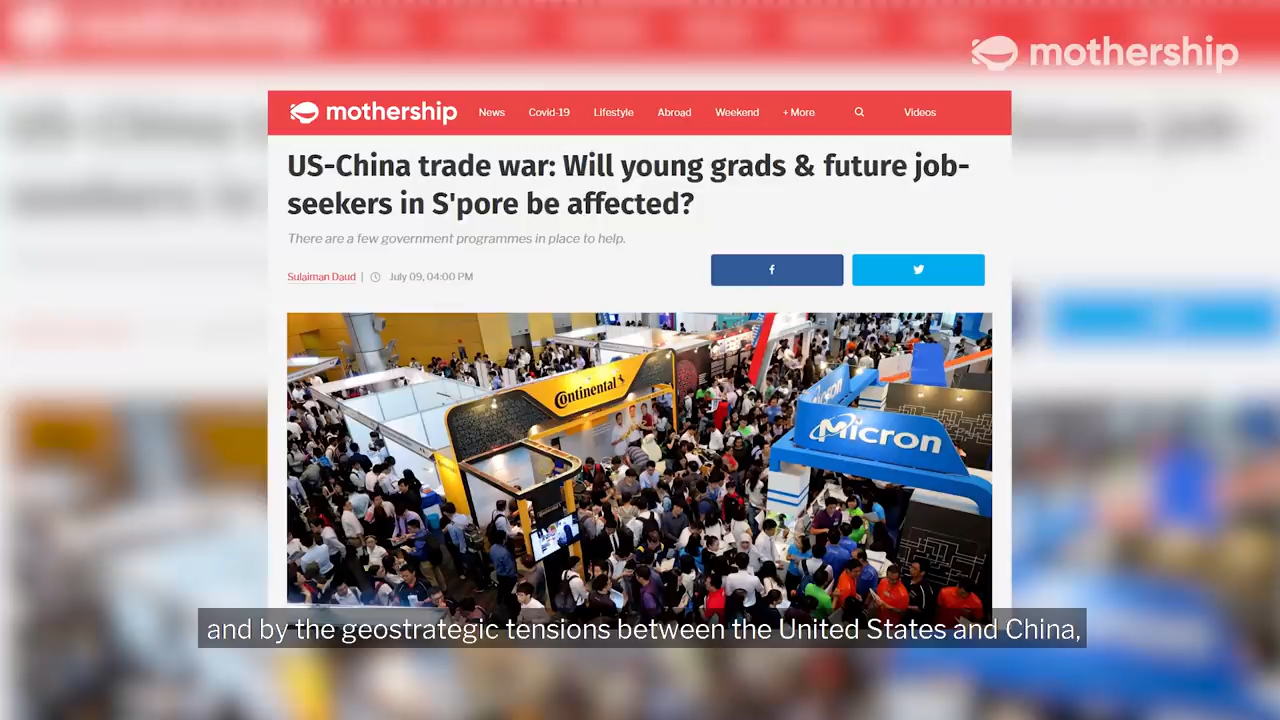 mothership
mothership News Covid-19 Lifestyle Abroad Weekend + More Videos
US-China trade war: Will young grads & future job-
seekers in S'pore be affected?
There are a few government programmes in place to help.
Sulaiman Daud | July 09, 04:00 PM
Continental
Micron
and by the geostrategic tensions between the United States and China,